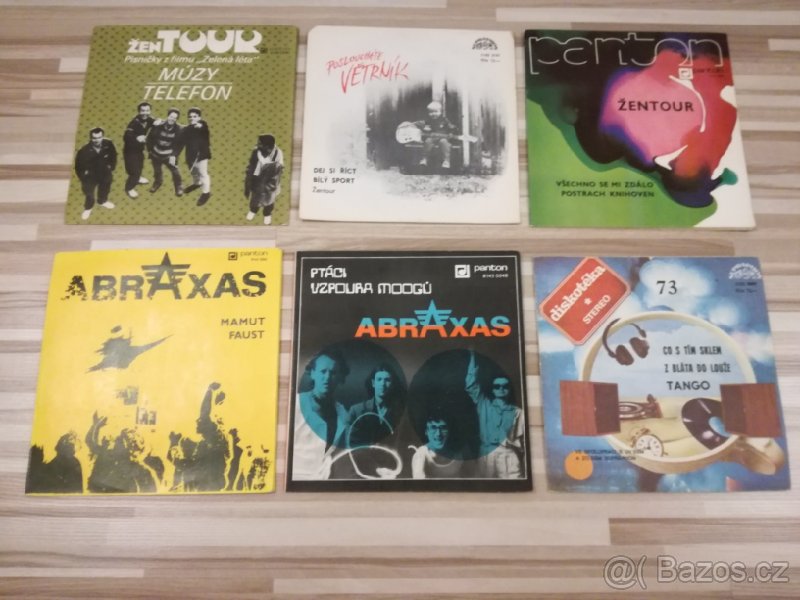 ŽENTOUR
Písničky z filmu „Zelená léta“
MÚZY
TELEFON
POSLOUCHEJTE
VĚTRNÍK
DEJ SI ŘÍCT
BÍLÝ SPORT
Žentour
panton
ŽENTOUR
VŠECHNO SE MI ZDÁLO
POSTRACH KNIHOVEN
panton
ABRAXAS
MAMUT
FAUST
PTÁCI
VZPOURA MOOGŮ
panton
ABRAXAS
diskotéka
STEREO
73
CO S TÍM SKLEM
Z BLÁTA DO LOUŽE
TANGO
Bazos.cz